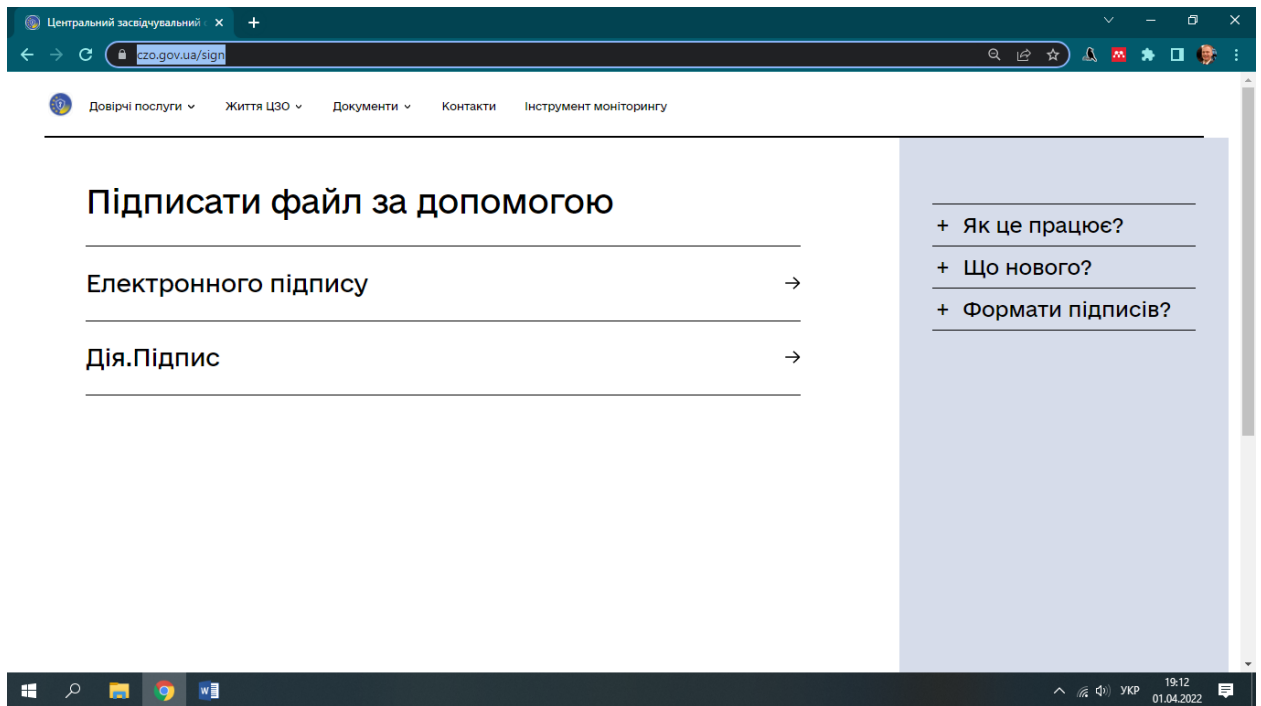 Центральний засвідчувальний
czo.gov.ua/sign
Довірчі послуги Життя ЦЗО Документи Контакти Інструмент моніторингу
Підписати файл за допомогою
Електронного підпису
Дія.Підпис
+ Як це працює?
+ Що нового?
+ Формати підписів?
УКР
19:12
01.04.2022